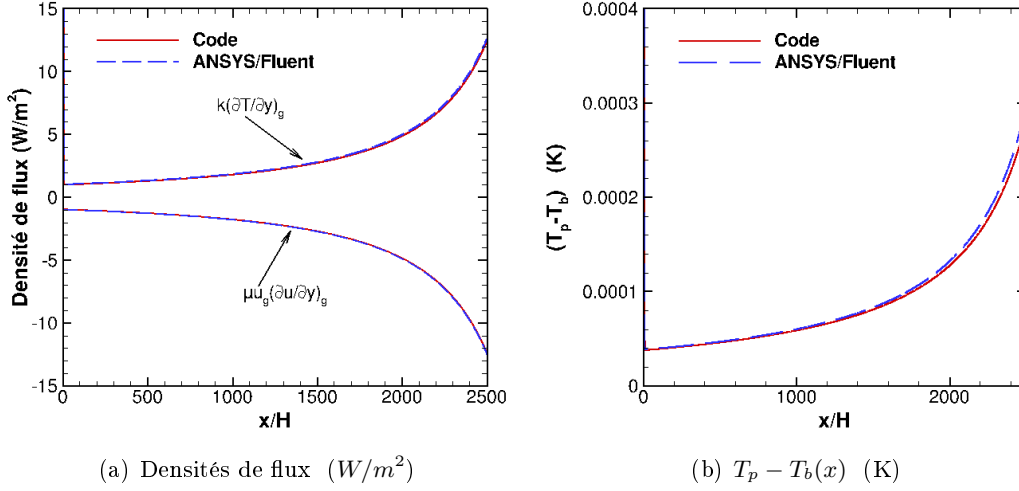 Densité de flux (W/m²)
15
10
5
0
-5
-10
-15
Code
ANSYS/Fluent
k(∂T/∂y)g
μug(∂u/∂y)g
0 500 1000 1500 2000 2500
x/H
(a) Densités de flux (W/m²)
(Tp-Tb) (K)
0.0004
0.0003
0.0002
0.0001
0
Code
ANSYS/Fluent
0 1000 2000
x/H
(b) Tp − Tb(x) (K)